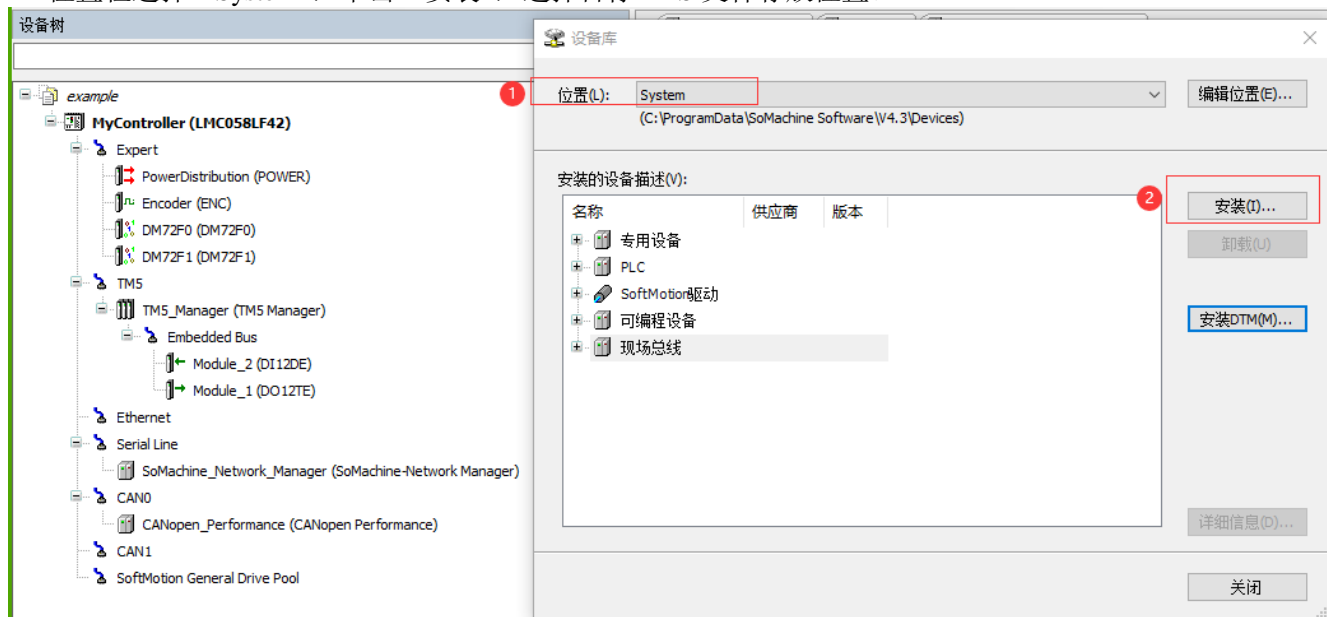 设备树
example
MyController (LMC058LF42)
Expert
PowerDistribution (POWER)
Encoder (ENC)
DM72F0 (DM72F0)
DM72F1 (DM72F1)
TM5
TM5_Manager (TM5 Manager)
Embedded Bus
Module_2 (DI12DE)
Module_1 (DO12TE)
Ethernet
Serial Line
SoMachine_Network_Manager (SoMachine-Network Manager)
CAN0
CANopen_Performance (CANopen Performance)
CAN1
SoftMotion General Drive Pool
设备库
1 位置(L): System 编辑位置(E)...
(C:\ProgramData\SoMachine Software\V4.3\Devices)
安装的设备描述(V):
名称 供应商 版本
专用设备
PLC
SoftMotion驱动
可编程设备
现场总线
2 安装(I)...
卸载(U)
安装DTM(M)...
详细信息(D)...
关闭